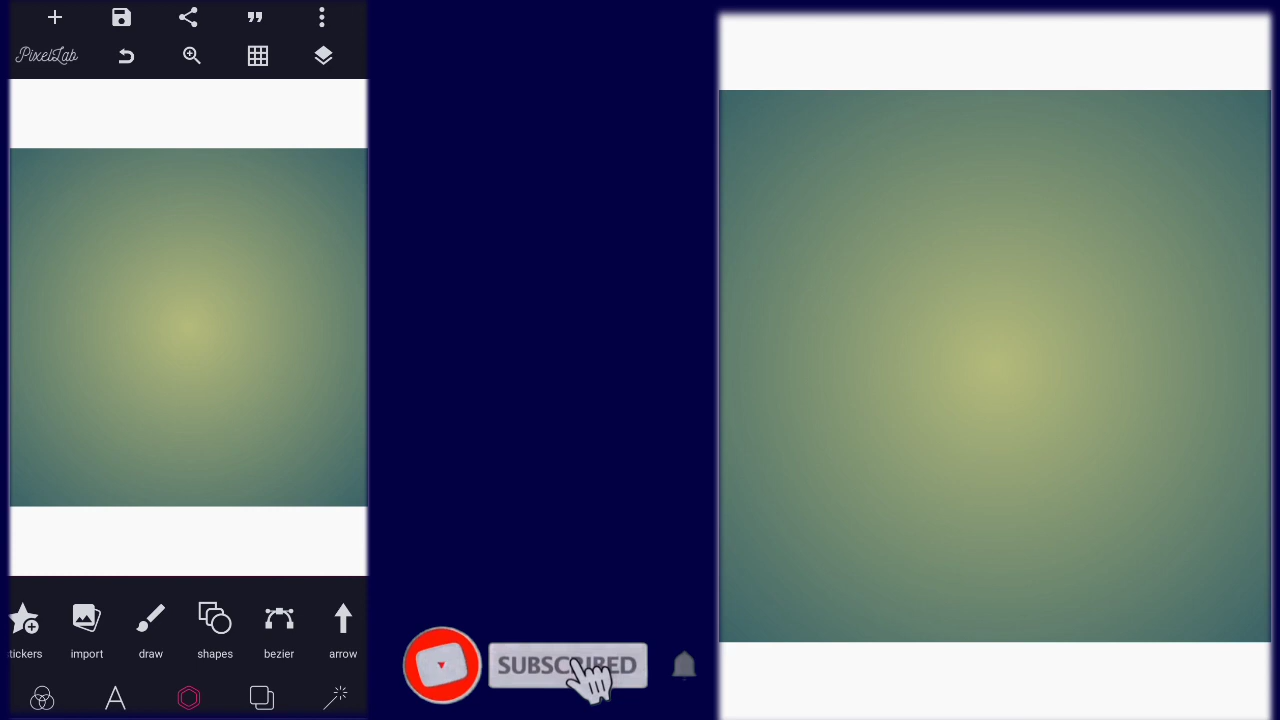 PixelLab
tickers
import
draw
shapes
bezier
arrow
SUBSCRIBED